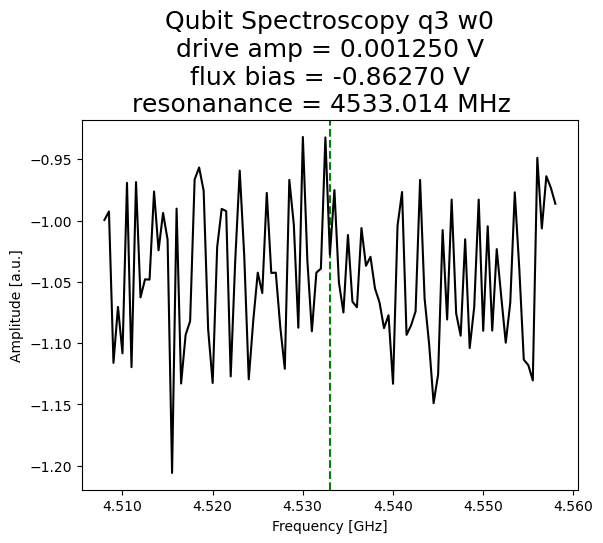 Qubit Spectroscopy q3 w0
drive amp = 0.001250 V
flux bias = -0.86270 V
resonanance = 4533.014 MHz
Amplitude [a.u.]
−0.95
−1.00
−1.05
−1.10
−1.15
−1.20
4.510 4.520 4.530 4.540 4.550 4.560
Frequency [GHz]